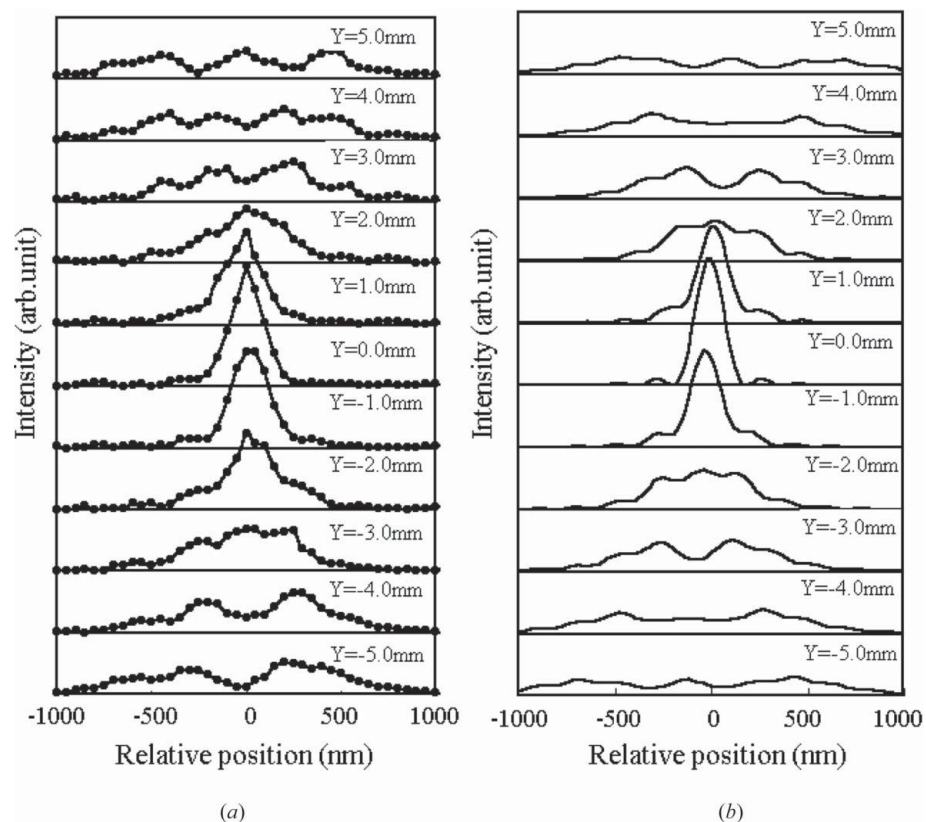 Y=5.0mm
Y=4.0mm
Y=3.0mm
Y=2.0mm
Y=1.0mm
Y=0.0mm
Y=-1.0mm
Y=-2.0mm
Y=-3.0mm
Y=-4.0mm
Y=-5.0mm
Intensity (arb.unit)
-1000 -500 0 500 1000
Relative position (nm)
(a)
Y=5.0mm
Y=4.0mm
Y=3.0mm
Y=2.0mm
Y=1.0mm
Y=0.0mm
Y=-1.0mm
Y=-2.0mm
Y=-3.0mm
Y=-4.0mm
Y=-5.0mm
Intensity (arb.unit)
-1000 -500 0 500 1000
Relative position (nm)
(b)